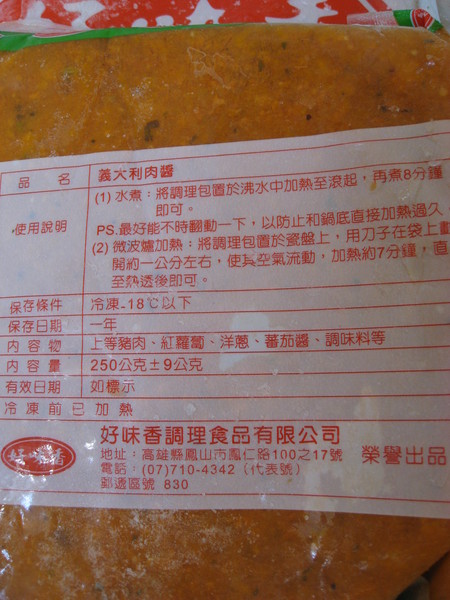 品名 義大利肉醬
使用說明 (1) 水煮：將調理包置於沸水中加熱至滾起，再煮8分鐘
即可。
PS.最好能不時翻動一下，以防止和鍋底直接加熱過久
(2) 微波爐加熱：將調理包置於瓷盤上，用刀子在袋上劃
開約一公分左右，使其空氣流動，加熱約7分鐘，直
至熱透後即可。
保存條件 冷凍-18℃以下
保存日期 一年
內容物 上等豬肉、紅蘿蔔、洋蔥、蕃茄醬、調味料等
內容量 250公克±9公克
有效日期 如標示
冷凍前已加熱
好味香
好味香調理食品有限公司
地址：高雄縣鳳山市鳳仁路100之17號 榮譽出品
電話：(07)710-4342（代表號）
郵遞區號 830